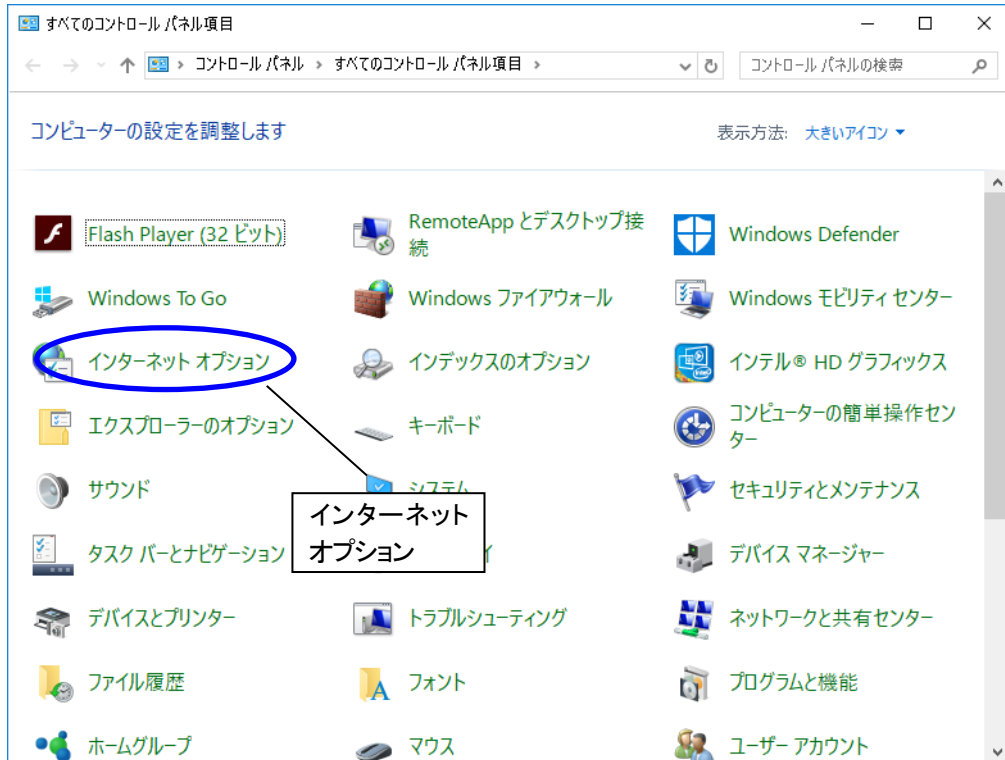 すべてのコントロール パネル項目
コントロール パネル › すべてのコントロール パネル項目 ›
コントロール パネルの検索
コンピューターの設定を調整します
表示方法: 大きいアイコン
Flash Player (32 ビット)
RemoteApp とデスクトップ接
続
Windows Defender
Windows To Go
Windows ファイアウォール
Windows モビリティ センター
インターネット オプション
インデックスのオプション
インテル® HD グラフィックス
エクスプローラーのオプション
キーボード
コンピューターの簡単操作セン
ター
サウンド
システム
セキュリティとメンテナンス
インターネット
オプション
タスク バーとナビゲーション
イ
デバイス マネージャー
デバイスとプリンター
トラブルシューティング
ネットワークと共有センター
ファイル履歴
フォント
プログラムと機能
ホームグループ
マウス
ユーザー アカウント